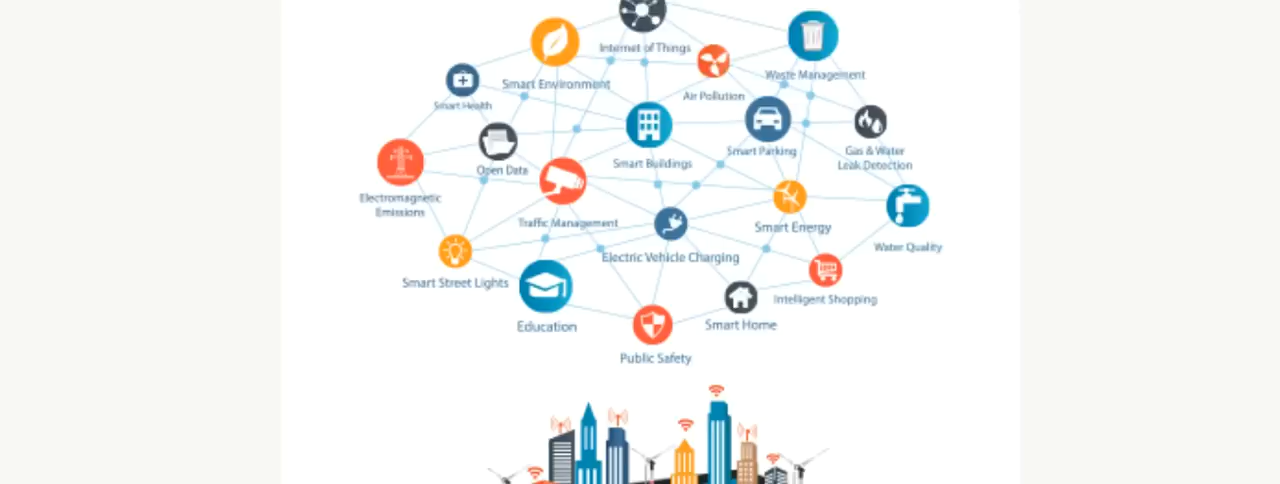 Internet of Things
Waste Management
Smart Environment
Air Pollution
Smart Health
Smart Buildings
Smart Parking
Gas & Water
Leak Detection
Open Data
Electromagnetic
Emissions
Traffic Management
Smart Energy
Water Quality
Electric Vehicle Charging
Smart Street Lights
Intelligent Shopping
Education
Smart Home
Public Safety